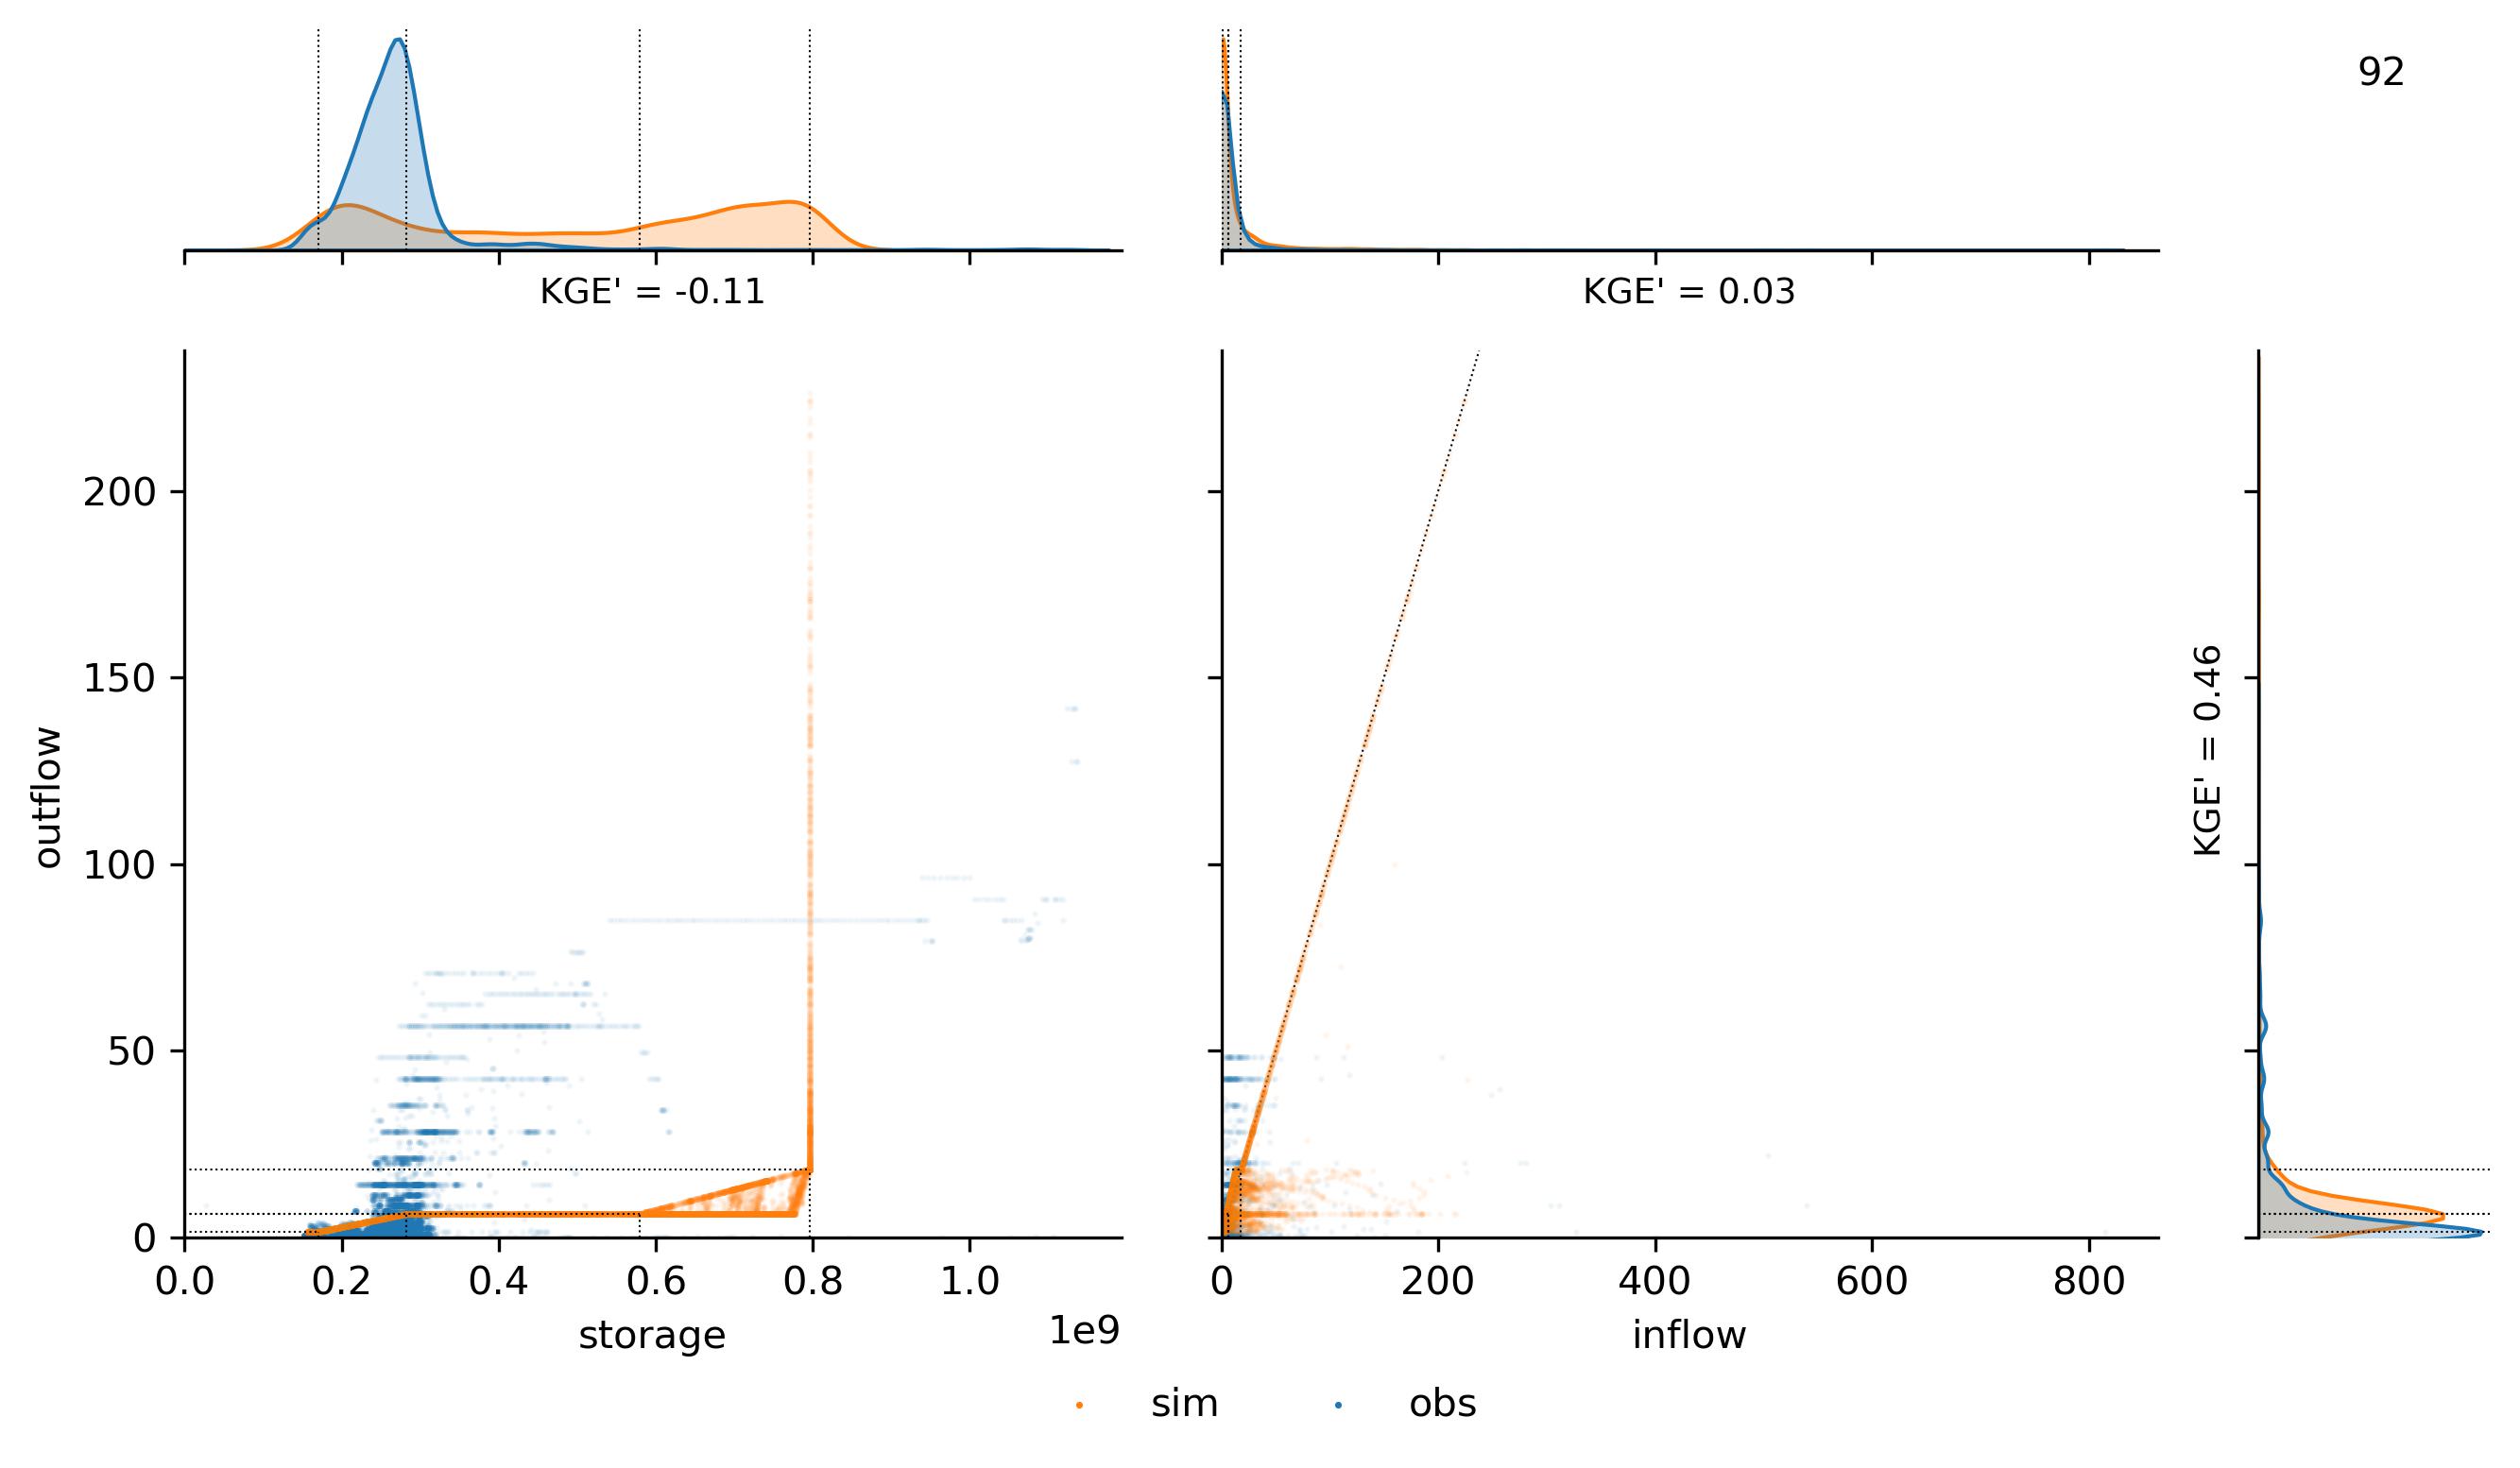 92
KGE' = -0.11
KGE' = 0.03
outflow
200
150
100
50
0
KGE' = 0.46
0.0 0.2 0.4 0.6 0.8 1.0
0 200 400 600 800
storage
1e9
inflow
sim obs